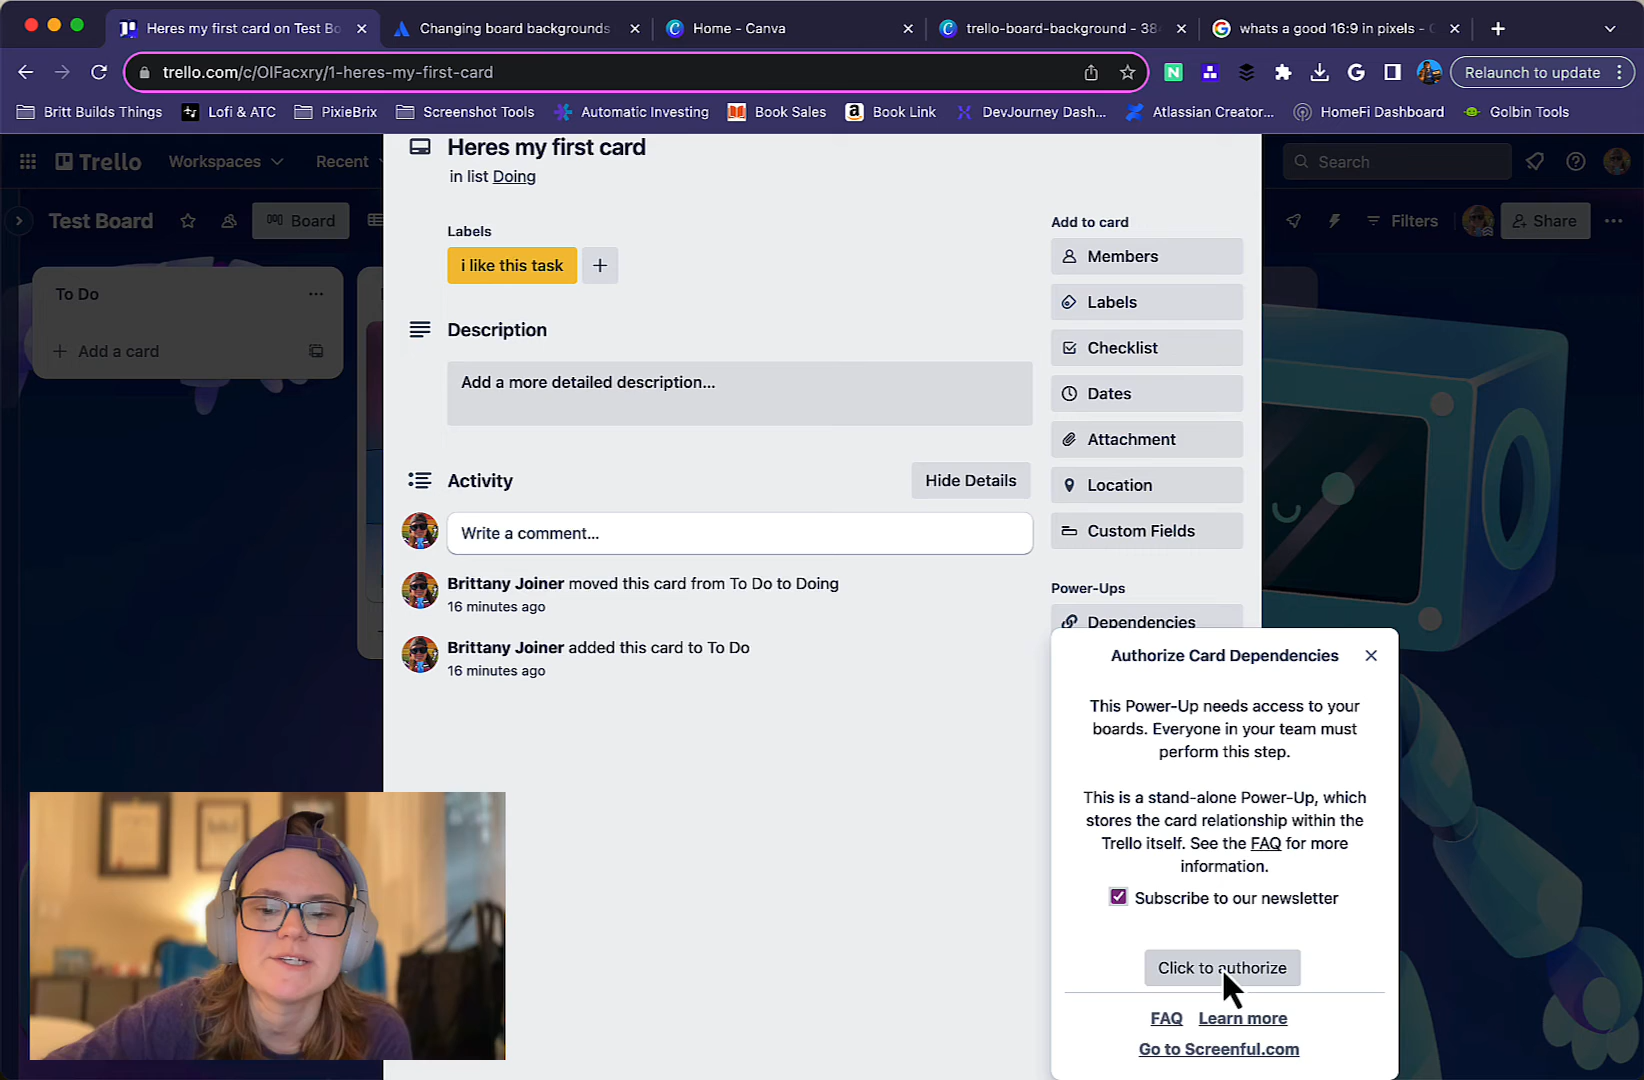 Heres my first card on Test Bo
Changing board backgrounds
Home - Canva
trello-board-background - 38
whats a good 16:9 in pixels -
trello.com/c/OIFacxry/1-heres-my-first-card
Relaunch to update
Britt Builds Things
Lofi & ATC
PixieBrix
Screenshot Tools
Automatic Investing
Book Sales
Book Link
DevJourney Dash...
Atlassian Creator...
HomeFi Dashboard
Golbin Tools
Trello
Workspaces
Recent
Search
Test Board
Board
Filters
Share
To Do
Add a card
Heres my first card
in list Doing
Labels
i like this task
Description
Add a more detailed description...
Activity
Hide Details
Write a comment...
Brittany Joiner moved this card from To Do to Doing
16 minutes ago
Brittany Joiner added this card to To Do
16 minutes ago
Add to card
Members
Labels
Checklist
Dates
Attachment
Location
Custom Fields
Power-Ups
Dependencies
Authorize Card Dependencies
This Power-Up needs access to your
boards. Everyone in your team must
perform this step.
This is a stand-alone Power-Up, which
stores the card relationship within the
Trello itself. See the FAQ for more
information.
Subscribe to our newsletter
Click to authorize
FAQ
Learn more
Go to Screenful.com